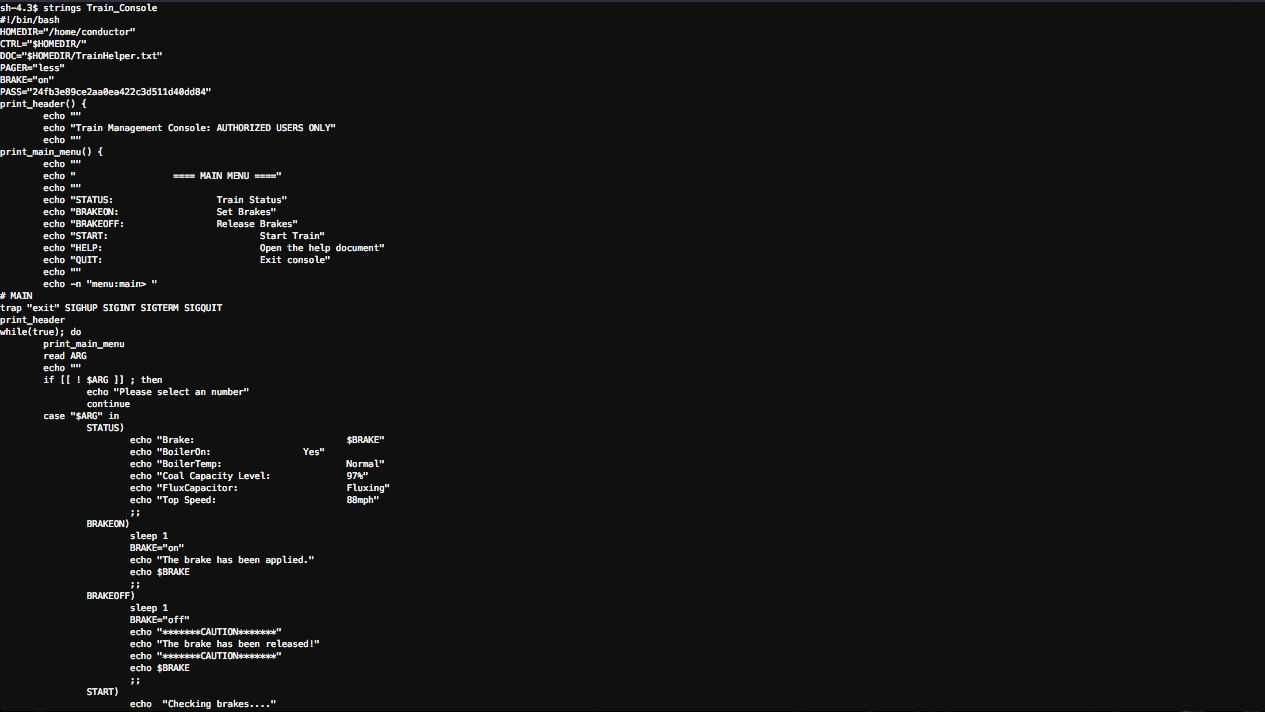 sh-4.3$ strings Train_Console
#!/bin/bash
HOMEDIR="/home/conductor"
CTRL="$HOMEDIR/"
DOC="$HOMEDIR/TrainHelper.txt"
PAGER="less"
BRAKE="on"
PASS="24fb3e89ce2aa0ea422c3d511d40dd84"
print_header() {
echo ""
echo "Train Management Console: AUTHORIZED USERS ONLY"
echo ""
print_main_menu() {
echo ""
echo " ==== MAIN MENU ===="
echo ""
echo "STATUS: Train Status"
echo "BRAKEON: Set Brakes"
echo "BRAKEOFF: Release Brakes"
echo "START: Start Train"
echo "HELP: Open the help document"
echo "QUIT: Exit console"
echo ""
echo -n "menu:main> "
# MAIN
trap "exit" SIGHUP SIGINT SIGTERM SIGQUIT
print_header
while(true); do
print_main_menu
read ARG
echo ""
if [[ ! $ARG ]] ; then
echo "Please select an number"
continue
case "$ARG" in
STATUS)
echo "Brake: $BRAKE"
echo "BoilerOn: Yes"
echo "BoilerTemp: Normal"
echo "Coal Capacity Level: 97%"
echo "FluxCapacitor: Fluxing"
echo "Top Speed: 88mph"
;;
BRAKEON)
sleep 1
BRAKE="on"
echo "The brake has been applied."
echo $BRAKE
;;
BRAKEOFF)
sleep 1
BRAKE="off"
echo "*******CAUTION*******"
echo "The brake has been released!"
echo "*******CAUTION*******"
echo $BRAKE
;;
START)
echo "Checking brakes...."